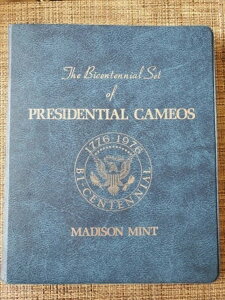 The Bicentennial Set
of
PRESIDENTIAL CAMEOS
1776-1976
BI-CENTENNIAL
MADISON MINT